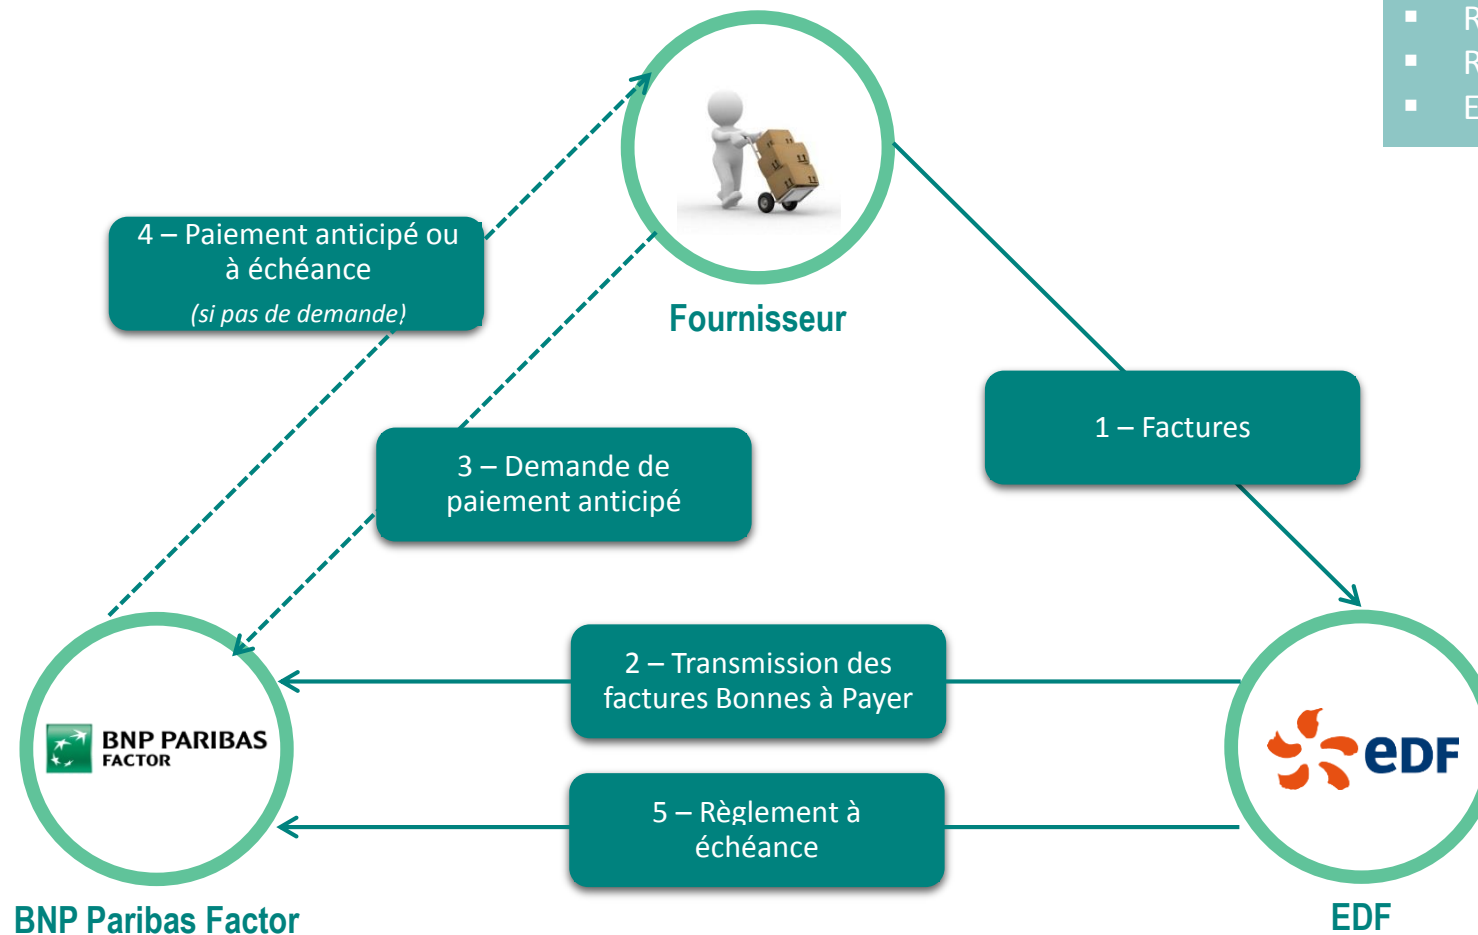 4 – Paiement anticipé ou
à échéance
(si pas de demande)
Fournisseur
1 – Factures
3 – Demande de
paiement anticipé
2 – Transmission des
factures Bonnes à Payer
BNP PARIBAS
FACTOR
edF
5 – Règlement à
échéance
BNP Paribas Factor
EDF